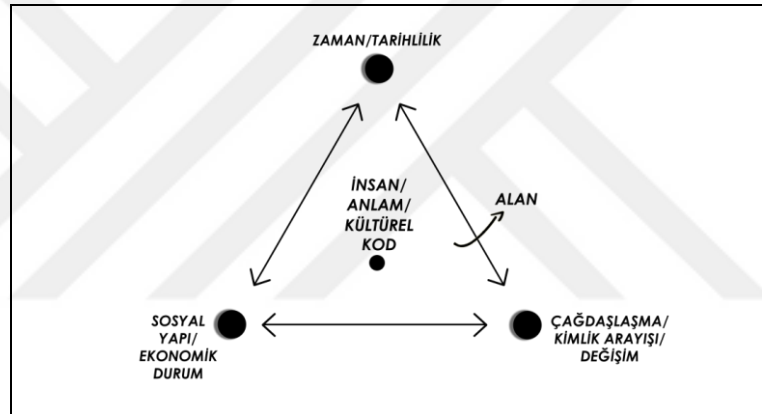 ZAMAN/TARİHLİLİK
İNSAN/
ANLAM/
KÜLTÜREL
KOD
ALAN
SOSYAL
YAPI/
EKONOMİK
DURUM
ÇAĞDAŞLAŞMA/
KİMLİK ARAYIŞI/
DEĞİŞİM